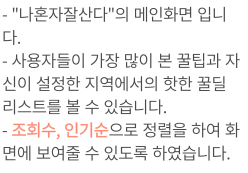 - "나혼자잘산다"의 메인화면 입니
다.
- 사용자들이 가장 많이 본 꿀팁과 자
신이 설정한 지역에서의 핫한 꿀딜
리스트를 볼 수 있습니다.
- 조회수, 인기순으로 정렬을 하여 화
면에 보여줄 수 있도록 하였습니다.